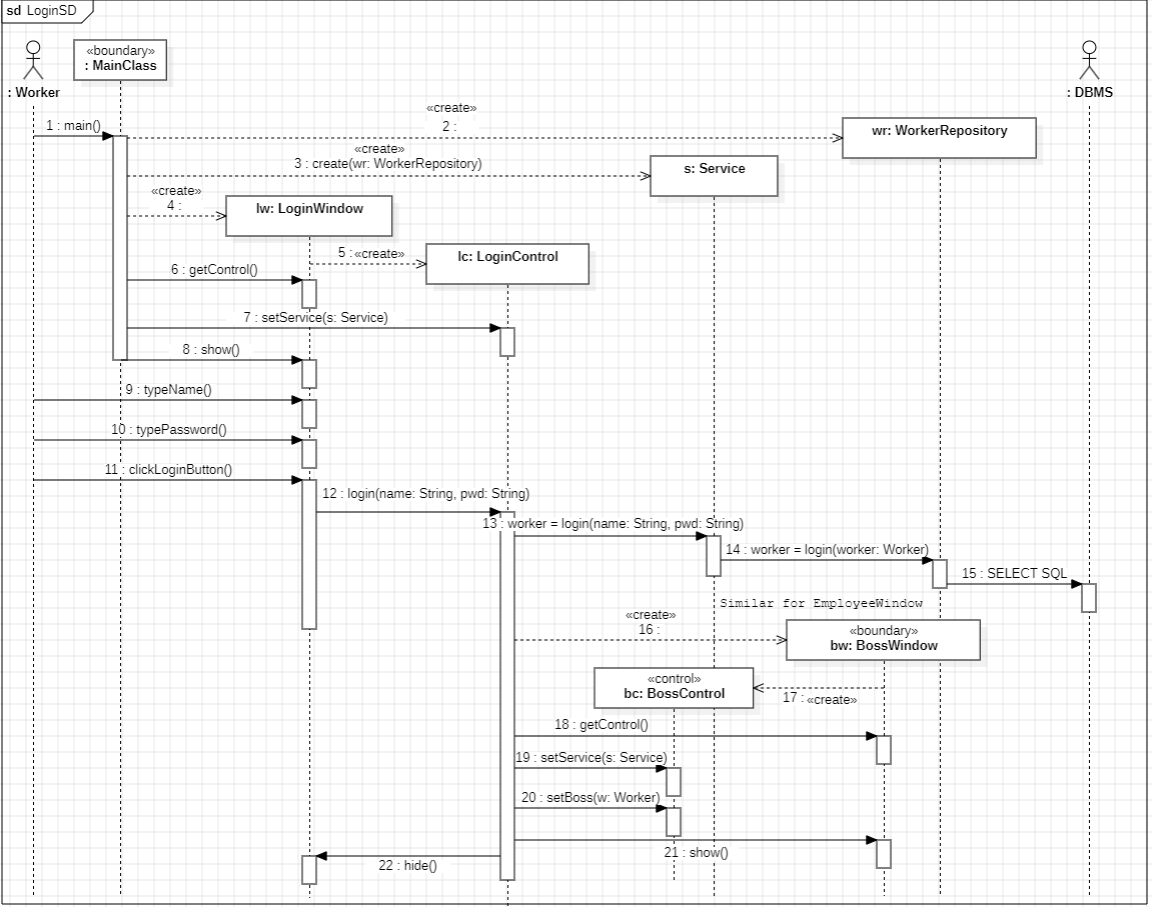 sd LoginSD
«boundary»
: MainClass
: Worker
: DBMS
«create»
2 :
1 : main()
wr: WorkerRepository
«create»
3 : create(wr: WorkerRepository)
s: Service
«create»
4 :
lw: LoginWindow
5 : «create»
lc: LoginControl
6 : getControl()
7 : setService(s: Service)
8 : show()
9 : typeName()
10 : typePassword()
11 : clickLoginButton()
12 : login(name: String, pwd: String)
13 : worker = login(name: String, pwd: String)
14 : worker = login(worker: Worker)
15 : SELECT SQL
Similar for EmployeeWindow
«create»
16 :
«boundary»
bw: BossWindow
«control»
bc: BossControl
17 : «create»
18 : getControl()
19 : setService(s: Service)
20 : setBoss(w: Worker)
21 : show()
22 : hide()